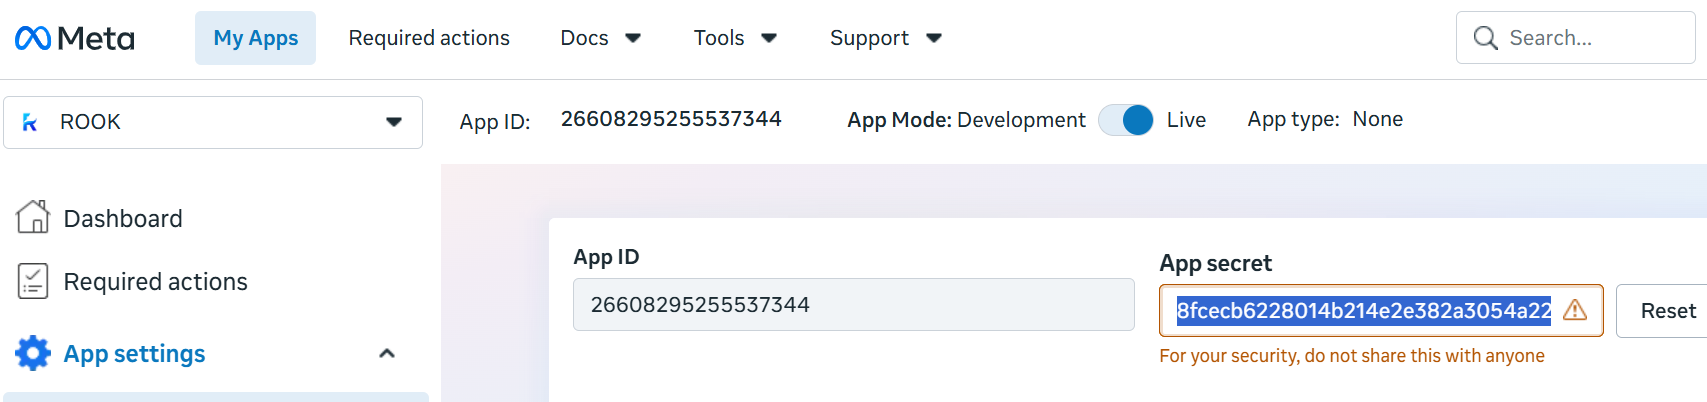 Meta My Apps Required actions Docs Tools Support Search...
ROOK App ID: 26608295255537344 App Mode: Development Live App type: None
Dashboard
Required actions
App settings
App ID
26608295255537344
App secret
8fcecb6228014b214e2e382a3054a22 Reset
For your security, do not share this with anyone